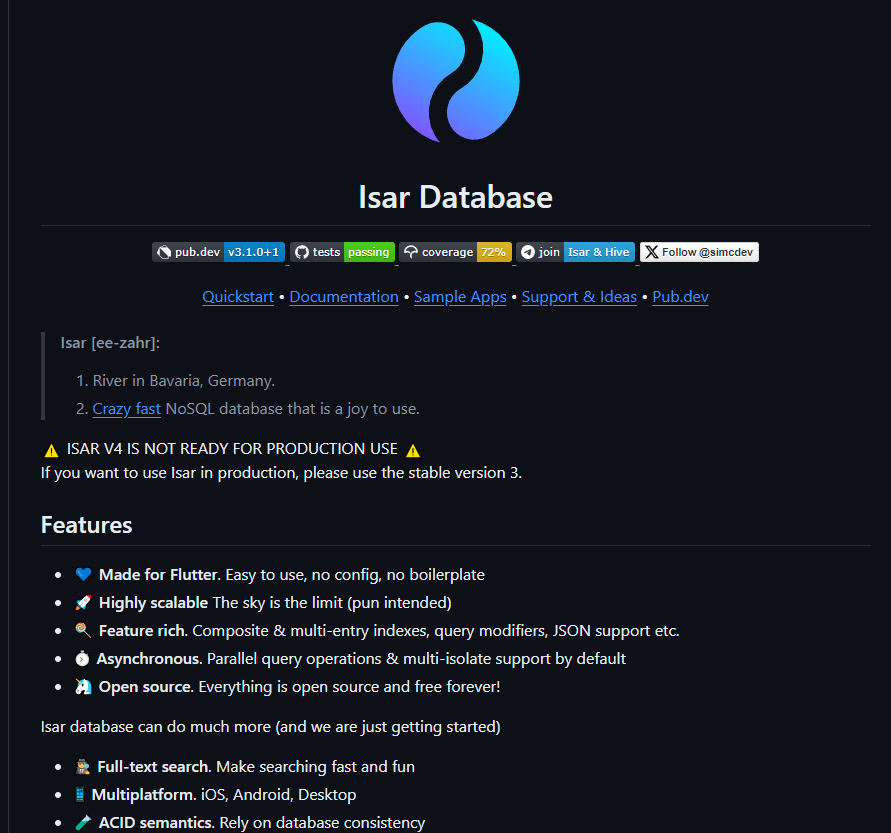 Isar Database
pub.dev v3.1.0+1 tests passing coverage 72% join Isar & Hive Follow @simcdev
Quickstart • Documentation • Sample Apps • Support & Ideas • Pub.dev
Isar [ee-zahr]:
1. River in Bavaria, Germany.
2. Crazy fast NoSQL database that is a joy to use.
⚠️ ISAR V4 IS NOT READY FOR PRODUCTION USE ⚠️
If you want to use Isar in production, please use the stable version 3.
Features
• 💙 Made for Flutter. Easy to use, no config, no boilerplate
• 🚀 Highly scalable The sky is the limit (pun intended)
• 🍭 Feature rich. Composite & multi-entry indexes, query modifiers, JSON support etc.
• ⏱ Asynchronous. Parallel query operations & multi-isolate support by default
• 🦄 Open source. Everything is open source and free forever!
Isar database can do much more (and we are just getting started)
• 🕵️ Full-text search. Make searching fast and fun
• 📱 Multiplatform. iOS, Android, Desktop
• 🧪 ACID semantics. Rely on database consistency